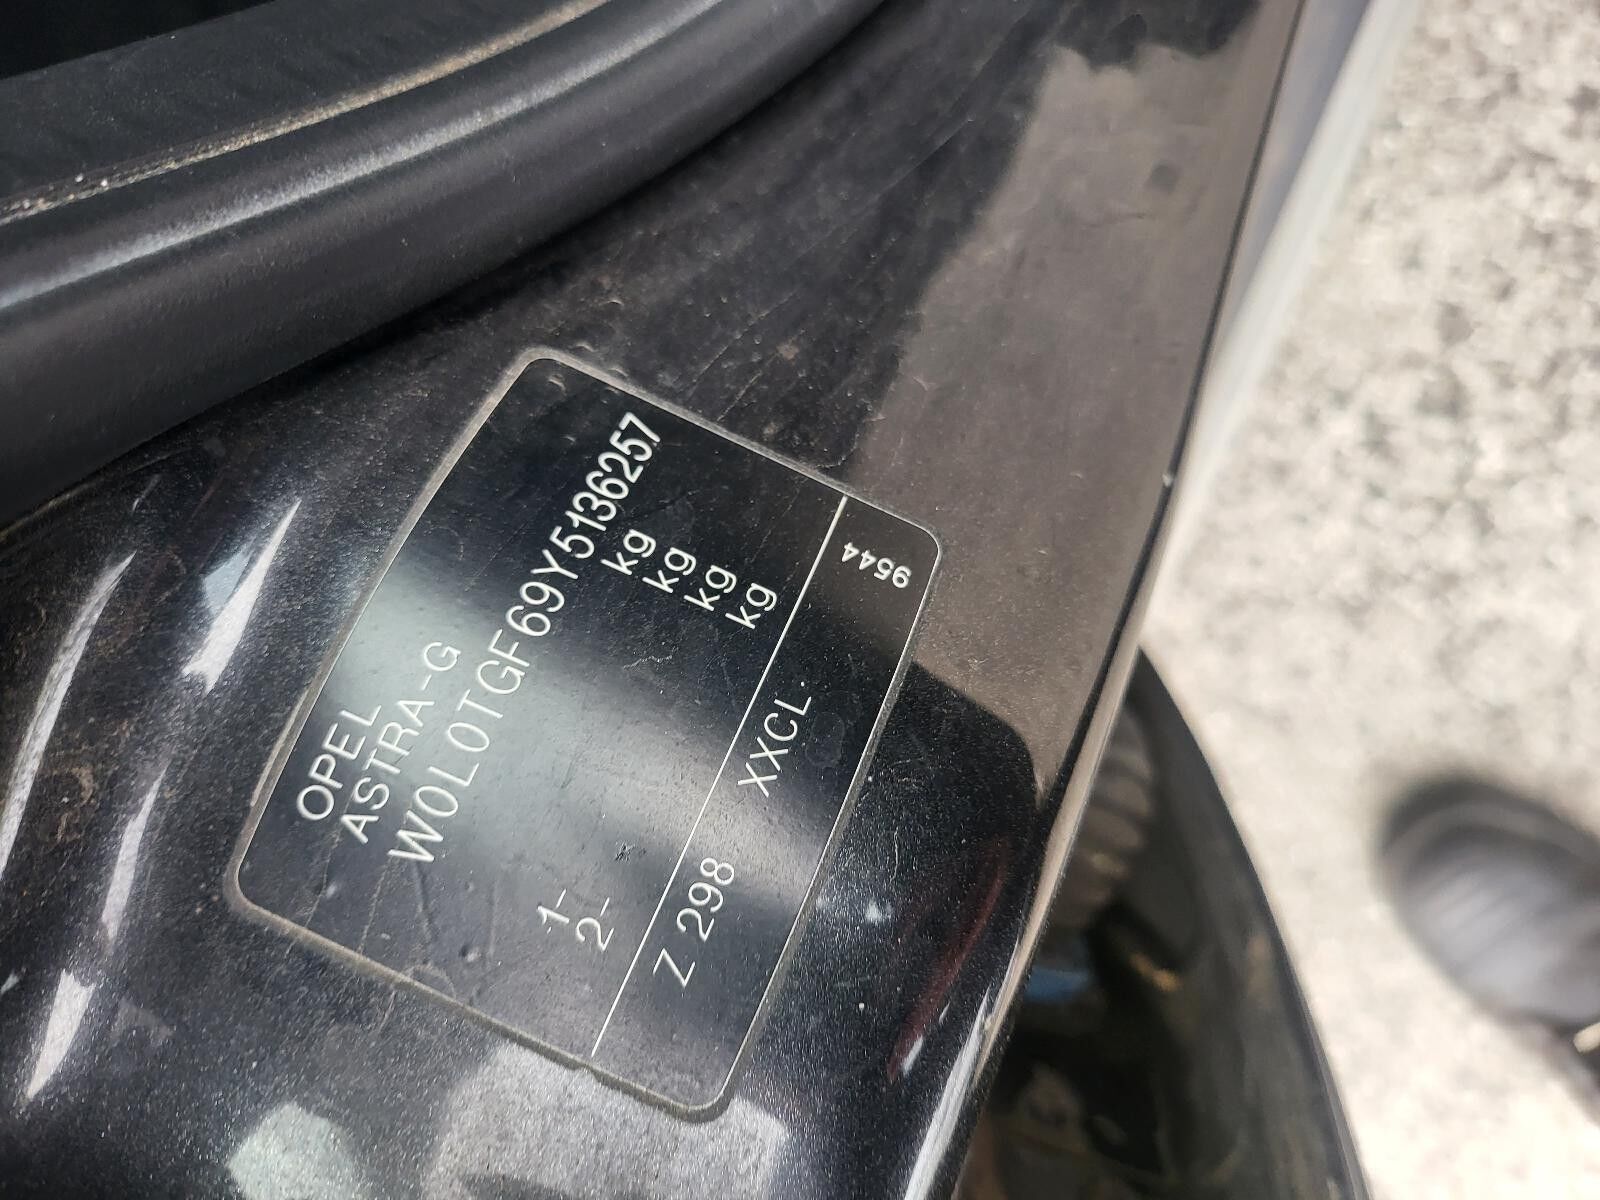 OPEL
ASTRA-G
W0L0TGF69Y5136257
kg
kg
1- kg
2- kg
Z 298 XXCL.
9544